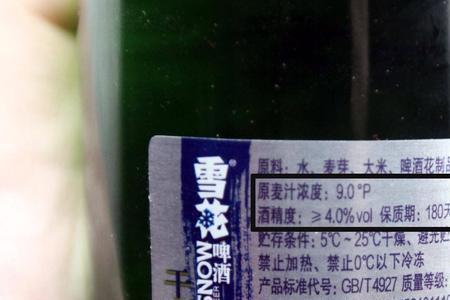 雪花
SNOW
啤酒
原料：水、麦芽、大米、啤酒花制品
原麦汁浓度：9.0°P
酒精度：≥4.0%vol 保质期：180天
贮存条件：5℃~25℃干燥、避光
禁止加热、禁止0℃以下冷冻
产品标准代号：GB/T4927 质量等级：